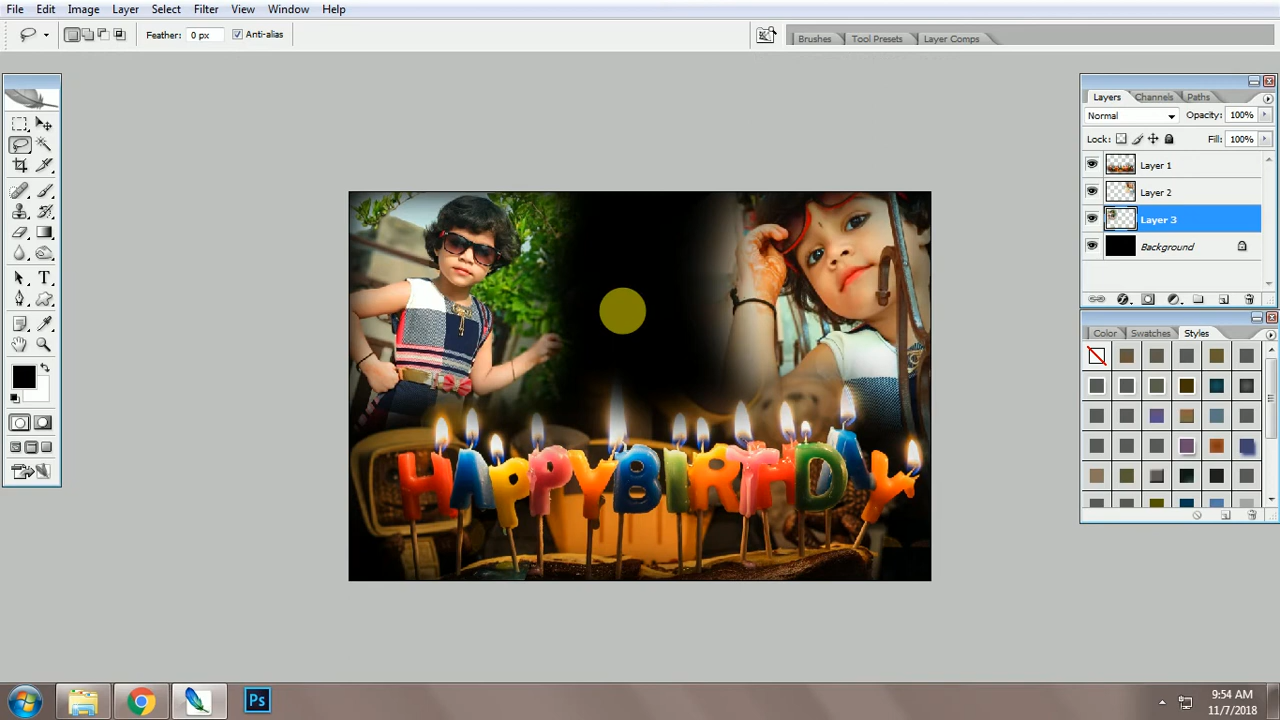 File Edit Image Layer Select Filter View Window Help
Feather: 0 px Anti-alias
Brushes Tool Presets Layer Comps
Layers Channels Paths
Normal Opacity: 100%
Lock: Fill: 100%
Layer 1
Layer 2
Layer 3
Background
Color Swatches Styles
T
HAPPY BIRTHDAY
Ps
9:54 AM
11/7/2018